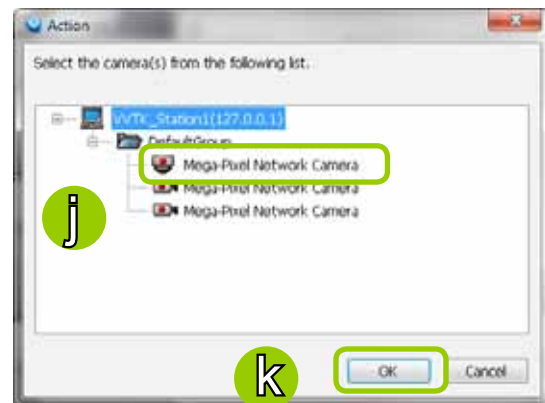 Action
Select the camera(s) from the following list.
VVTK_Station1(127.0.0.1)
DefaultGroup
Mega-Pixel Network Camera
Mega-Pixel Network Camera
j
Mega-Pixel Network Camera
k
OK
Cancel